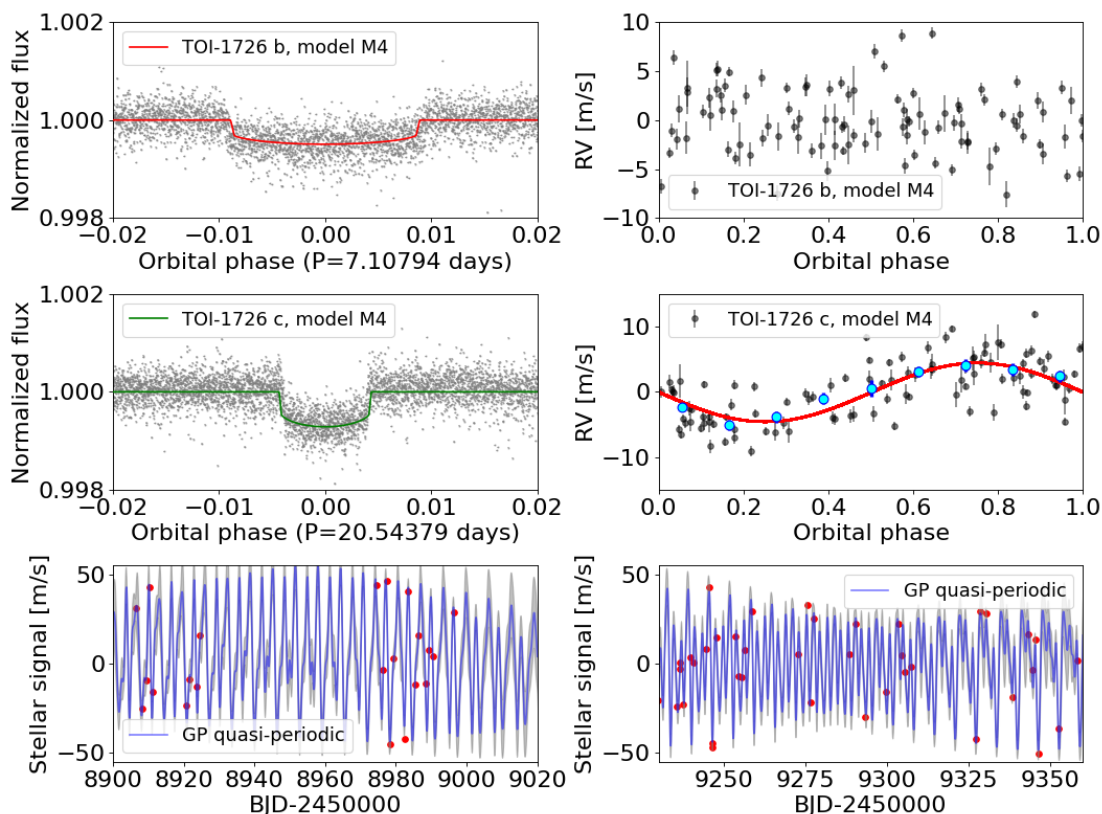 1.002
1.000
0.998
Normalized flux
TOI-1726 b, model M4
−0.02 −0.01 0.00 0.01 0.02
Orbital phase (P=7.10794 days)
10
5
0
−5
−10
RV [m/s]
TOI-1726 b, model M4
0.0 0.2 0.4 0.6 0.8 1.0
Orbital phase
1.002
1.000
0.998
Normalized flux
TOI-1726 c, model M4
−0.02 −0.01 0.00 0.01 0.02
Orbital phase (P=20.54379 days)
10
0
−10
RV [m/s]
TOI-1726 c, model M4
0.0 0.2 0.4 0.6 0.8 1.0
Orbital phase
50
0
−50
Stellar signal [m/s]
GP quasi-periodic
8900 8920 8940 8960 8980 9000 9020
BJD-2450000
50
0
−50
Stellar signal [m/s]
GP quasi-periodic
9250 9275 9300 9325 9350
BJD-2450000